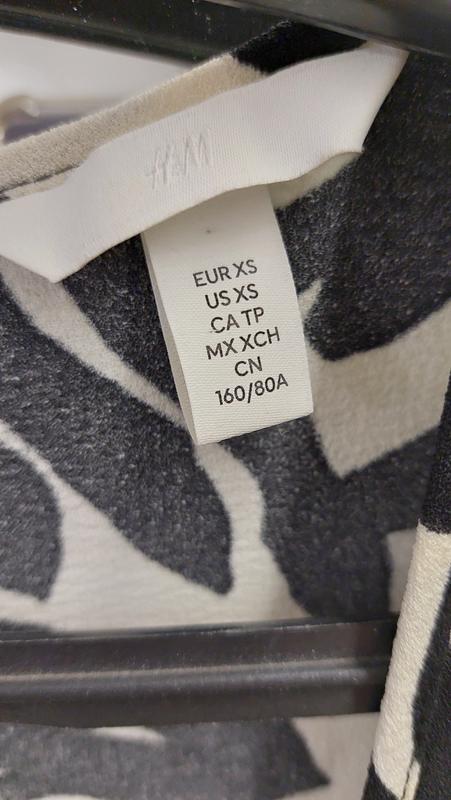 H&M
EUR XS
US XS
CA TP
MX XCH
CN
160/80A